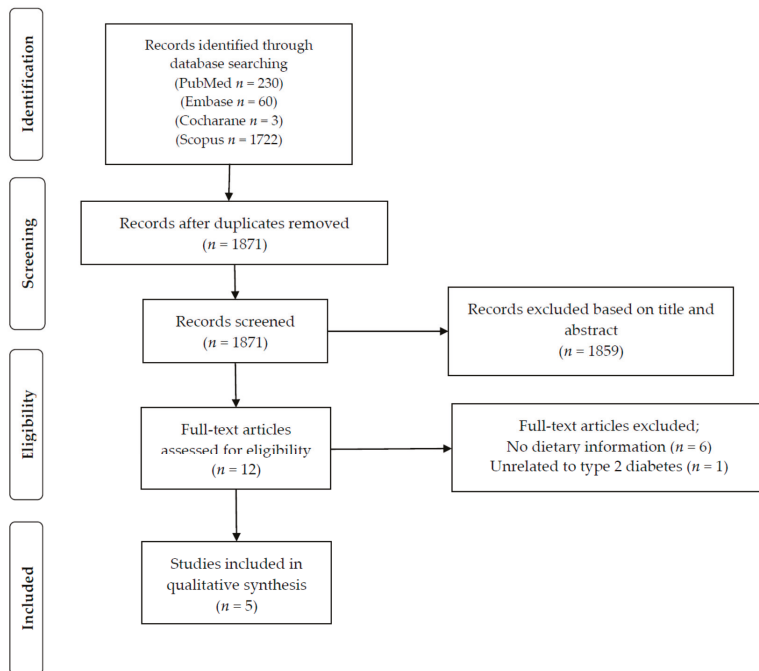 Identification
Records identified through
database searching
(PubMed n = 230)
(Embase n = 60)
(Cocharane n = 3)
(Scopus n = 1722)
Screening
Records after duplicates removed
(n = 1871)
Records screened
(n = 1871)
Records excluded based on title and
abstract
(n = 1859)
Eligibility
Full-text articles
assessed for eligibility
(n = 12)
Full-text articles excluded;
No dietary information (n = 6)
Unrelated to type 2 diabetes (n = 1)
Included
Studies included in
qualitative synthesis
(n = 5)